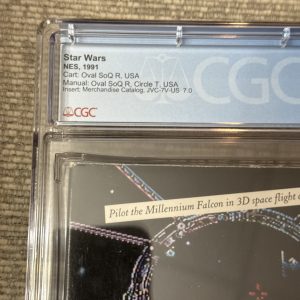 Star Wars
NES, 1991
Cart: Oval SoQ R, USA
Manual: Oval SoQ R, Circle T, USA
Insert: Merchandise Catalog, JVC-7V-US 7.0
CGC
CGC
Pilot the Millennium Falcon in 3D space flight